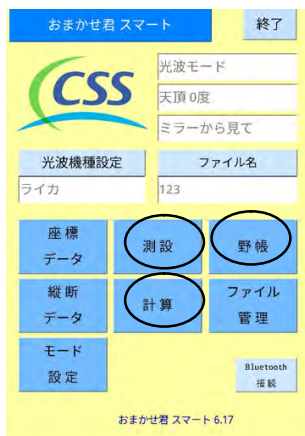 おまかせ君 スマート 終了
光波モード
CSS
天頂 0度
ミラーから見て
光波機種設定 ファイル名
ライカ 123
座標 測設 野帳
データ
縦断 計算 ファイル
データ 管理
モード
設定
Bluetooth
接続
おまかせ君 スマート 6.17